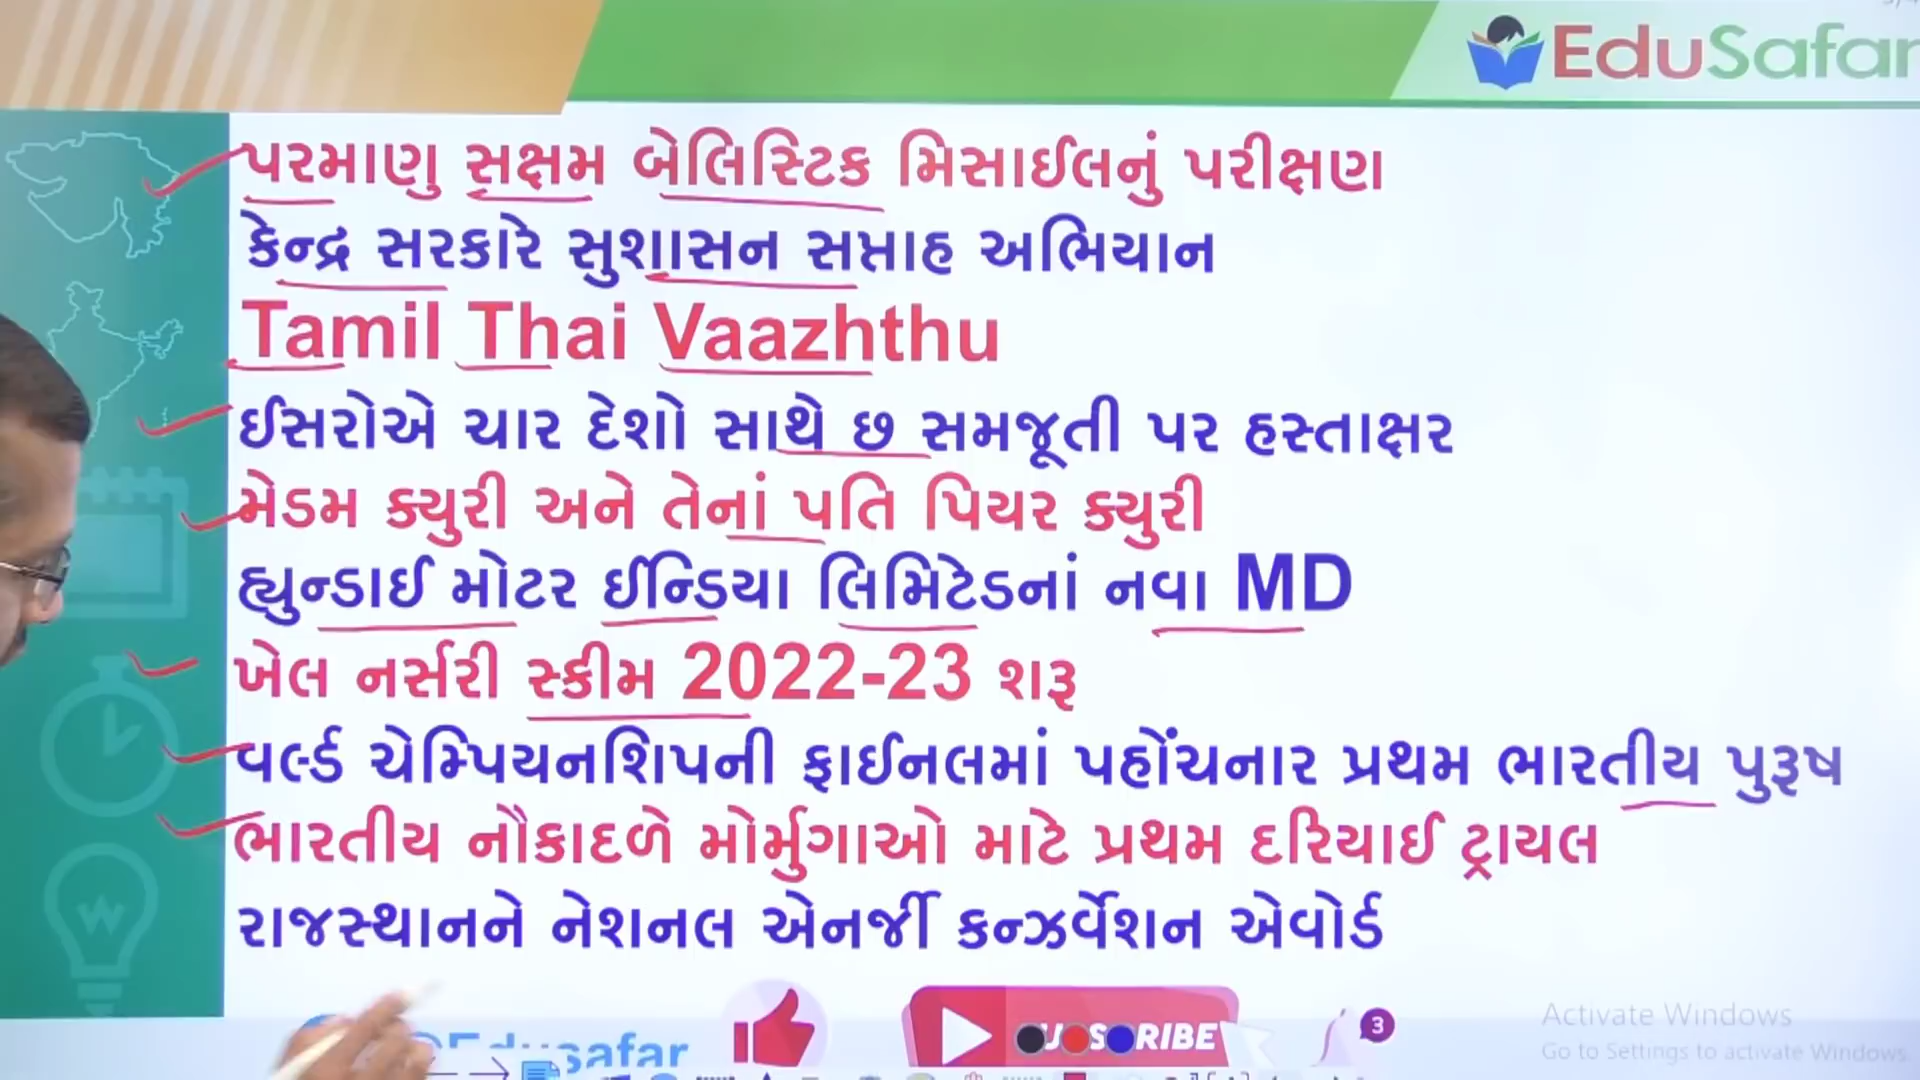 EduSafar
પરમાણુ સક્ષમ બેલિસ્ટિક મિસાઈલનું પરીક્ષણ
કેન્દ્ર સરકારે સુશાસન સપ્તાહ અભિયાન
Tamil Thai Vaazhthu
ઈસરોએ ચાર દેશો સાથે છ સમજૂતી પર હસ્તાક્ષર
મેડમ ક્યુરી અને તેનાં પતિ પિયર ક્યુરી
હ્યુન્ડાઈ મોટર ઈન્ડિયા લિમિટેડનાં નવા MD
ખેલ નર્સરી સ્કીમ 2022-23 શરૂ
વર્લ્ડ ચેમ્પિયનશિપની ફાઈનલમાં પહોંચનાર પ્રથમ ભારતીય પુરૂષ
ભારતીય નૌકાદળે મોર્મુગાઓ માટે પ્રથમ દરિયાઈ ટ્રાયલ
રાજસ્થાનને નેશનલ એનર્જી કન્ઝર્વેશન એવોર્ડ
3
Activate Windows
Go to Settings to activate Windows